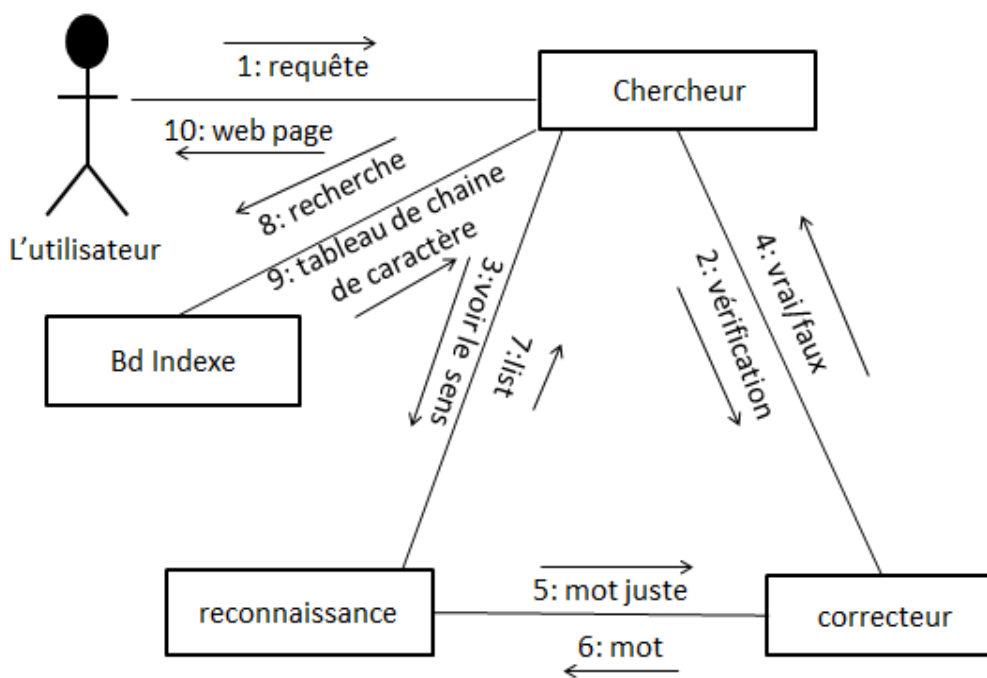 1: requête
Chercheur
10: web page
8: recherche
9: tableau de chaine
de caractère
L'utilisateur
Bd Indexe
3:voir le sens
7:list
2: vérification
4: vrai/faux
reconnaissance
5: mot juste
6: mot
correcteur